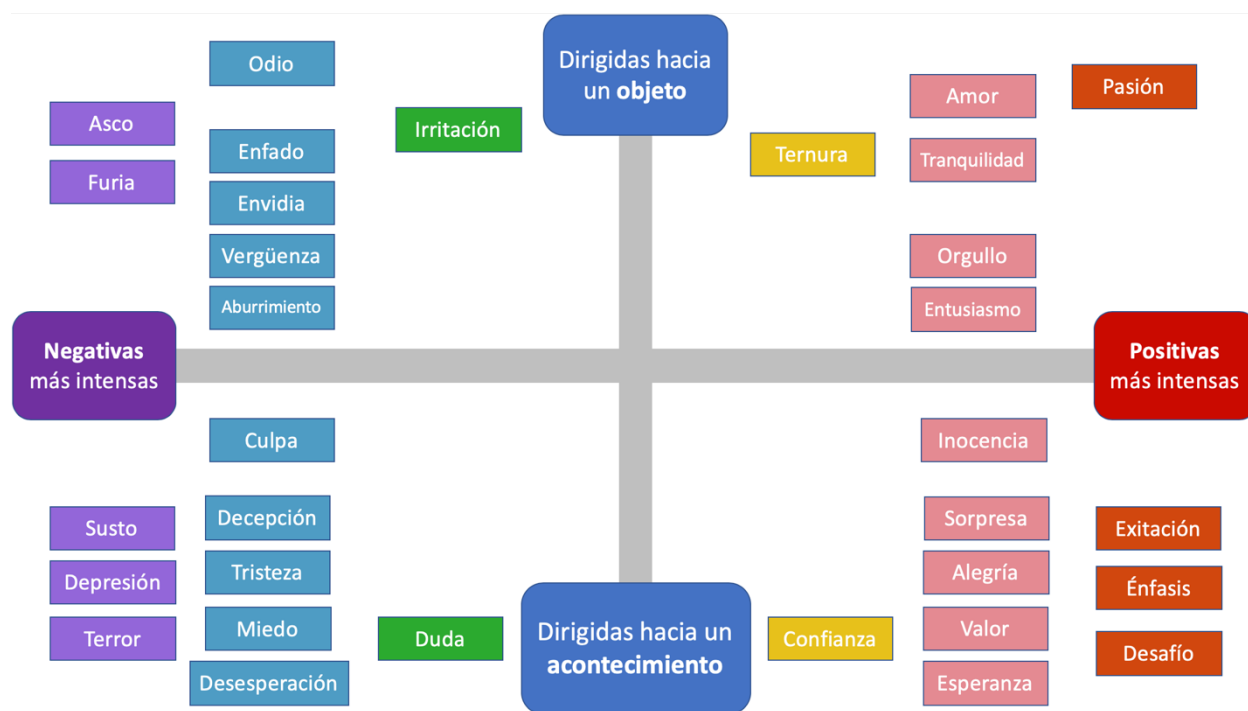 Odio
Dirigidas hacia
un objeto
Amor
Pasión
Asco
Irritación
Enfado
Ternura
Tranquilidad
Furia
Envidia
Vergüenza
Orgullo
Aburrimiento
Entusiasmo
Negativas
más intensas
Positivas
más intensas
Culpa
Inocencia
Susto
Decepción
Sorpresa
Exitación
Depresión
Tristeza
Alegría
Énfasis
Terror
Miedo
Duda
Dirigidas hacia un
acontecimiento
Confianza
Valor
Desafío
Desesperación
Esperanza